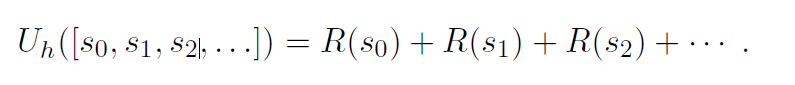 U_h([s_0, s_1, s_2, . . .]) = R(s_0) + R(s_1) + R(s_2) + · · · .